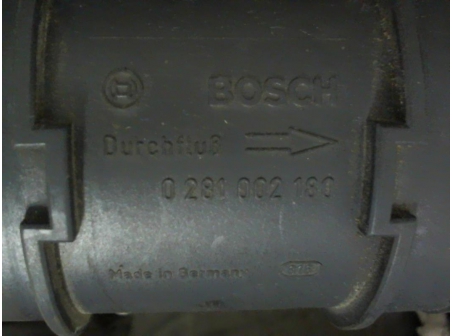 BOSCH
Durchfluß
0 281 002 180
Made in Germany